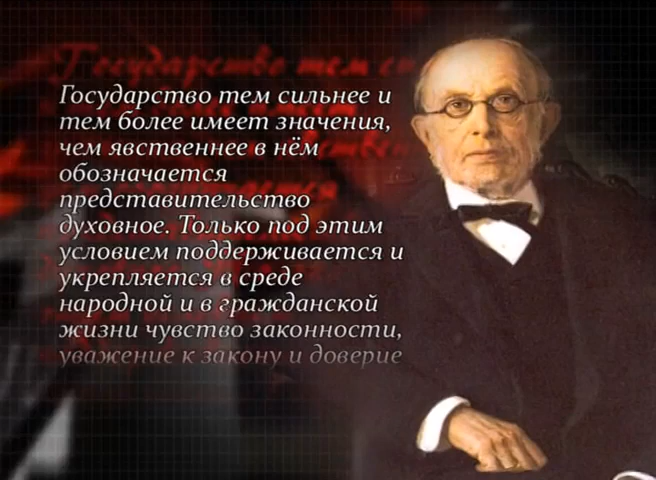 Государство тем сильнее и
тем более имеет значения,
чем явственнее в нём
обозначается
представительство
духовное. Только под этим
условием поддерживается и
укрепляется в среде
народной и в гражданской
жизни чувство законности,
уважение к закону и доверие